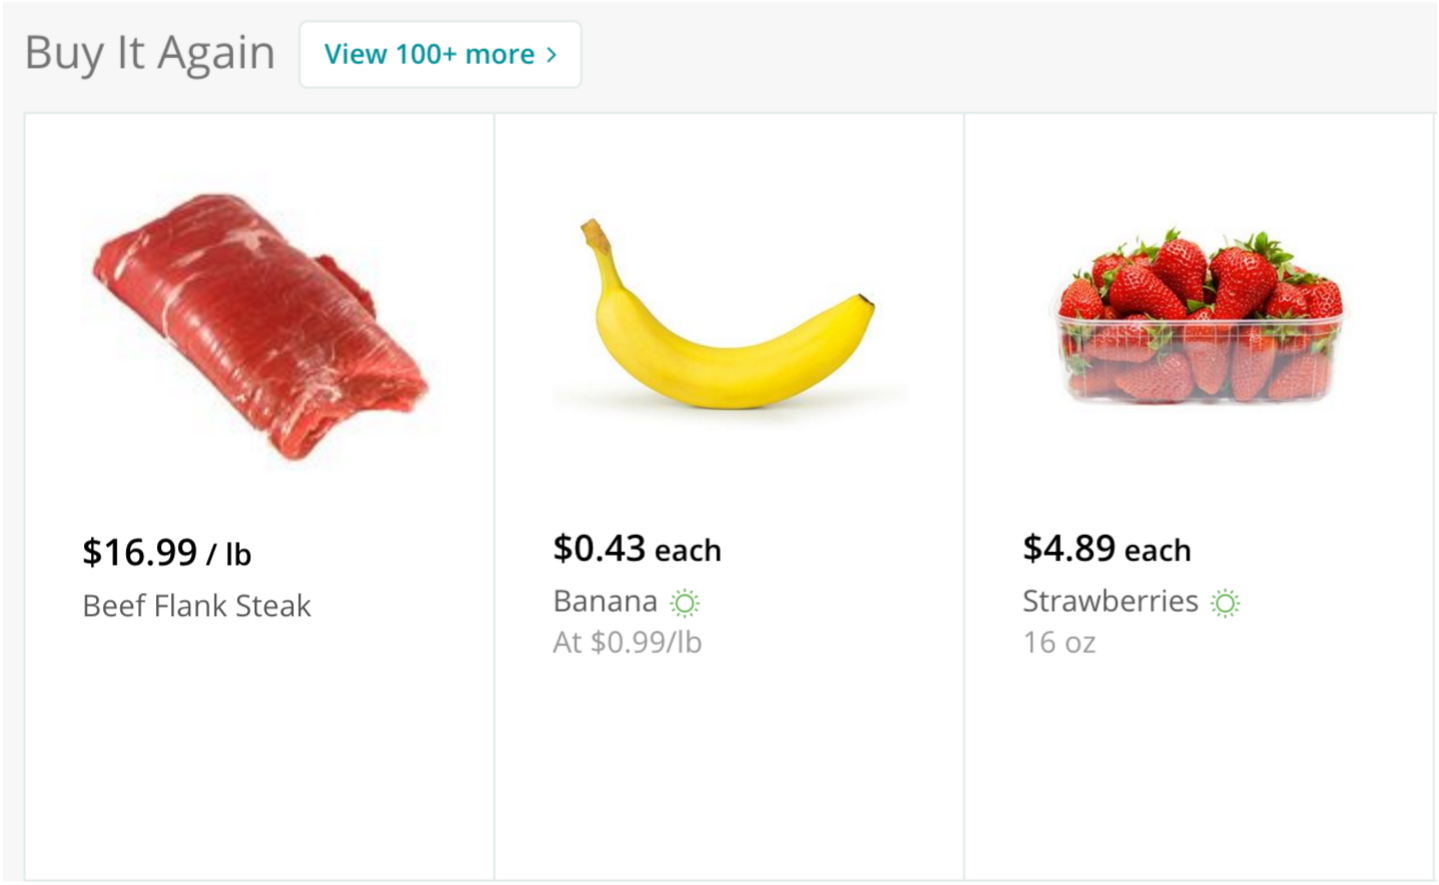 Buy It Again
View 100+ more >
$16.99 / lb
Beef Flank Steak
$0.43 each
Banana
At $0.99/lb
$4.89 each
Strawberries
16 oz